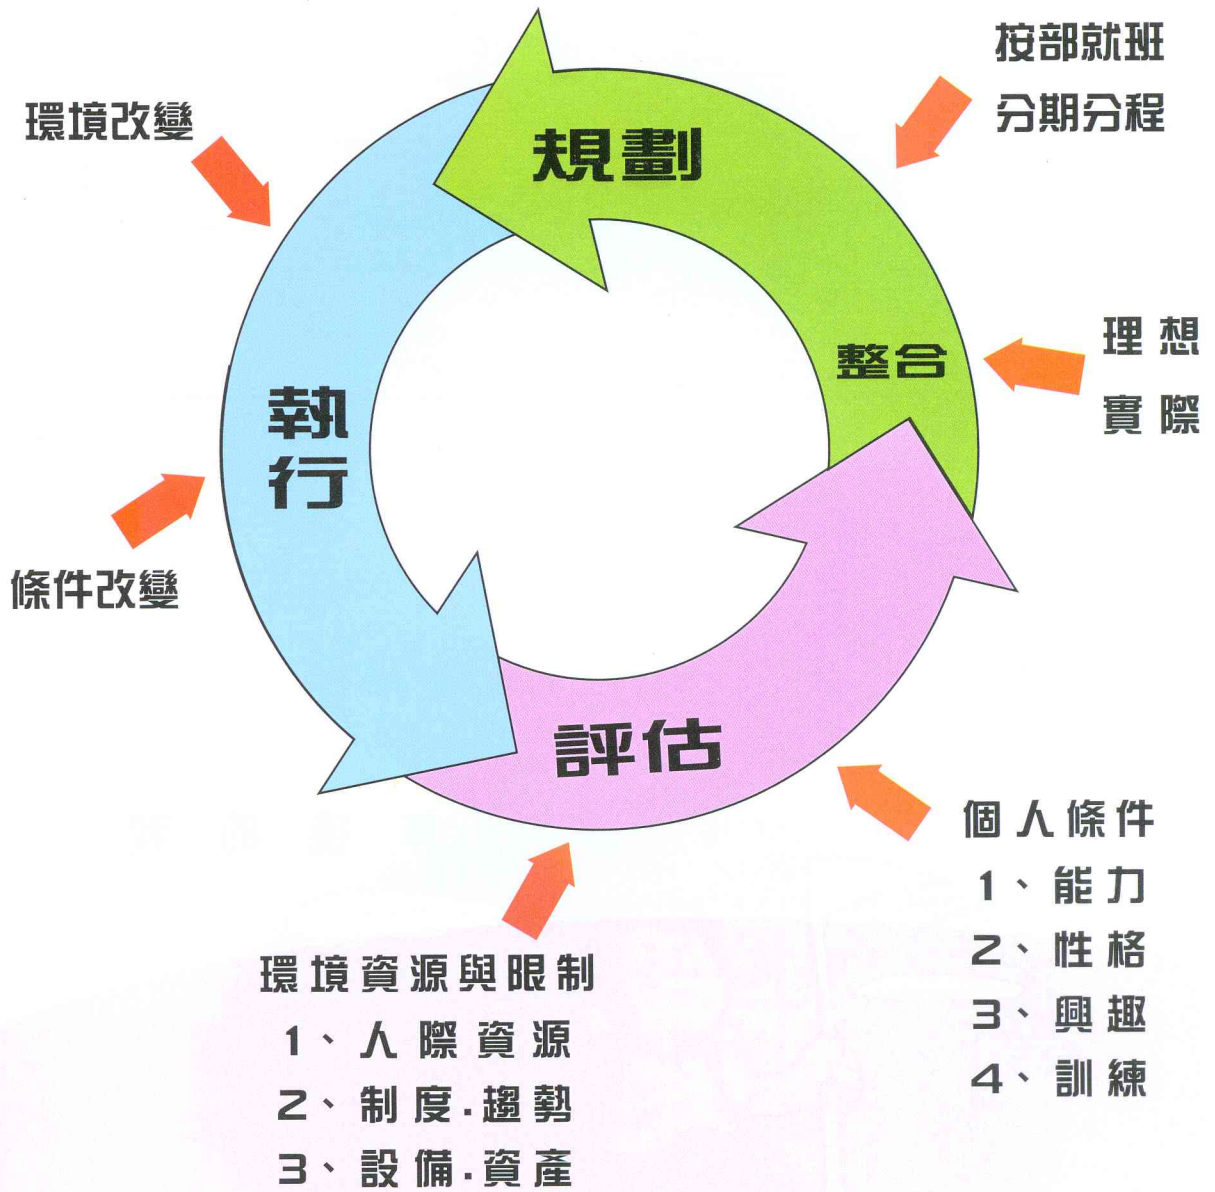 按部就班
分期分程
環境改變
規劃
理想
實際
整合
執
行
條件改變
評估
個人條件
1、能力
2、性格
3、興趣
4、訓練
環境資源與限制
1、人際資源
2、制度.趨勢
3、設備.資產